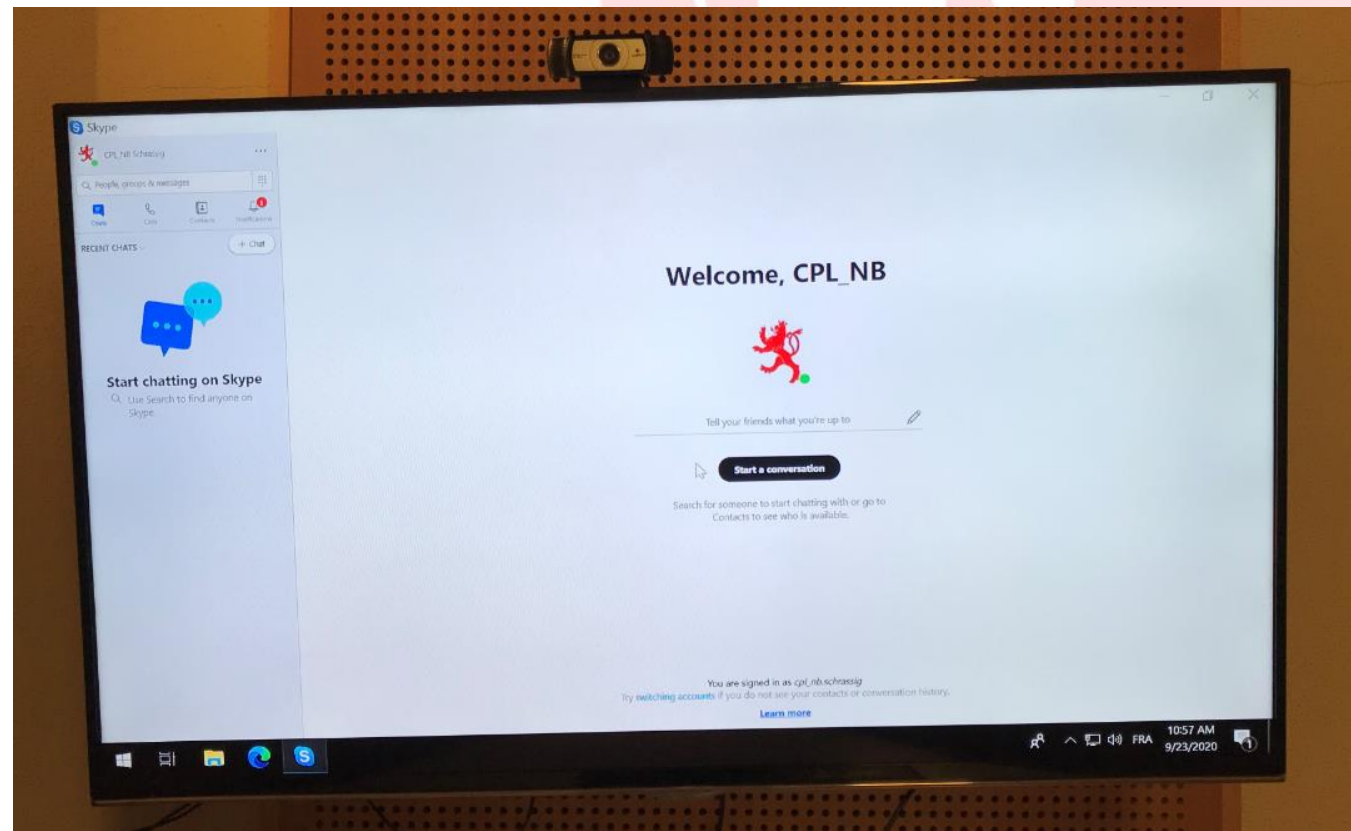 Skype
CPL_NB Schrassig
People, groups & messages
Chats Calls Contacts Notifications
RECENT CHATS
+ Chat
Start chatting on Skype
Use Search to find anyone on
Skype.
Welcome, CPL_NB
Tell your friends what you're up to
Start a conversation
Search for someone to start chatting with or go to
Contacts to see who is available.
You are signed in as cpl_nb.schrassig
Try switching accounts if you do not see your contacts or conversation history.
Learn more
FRA
10:57 AM
9/23/2020
1